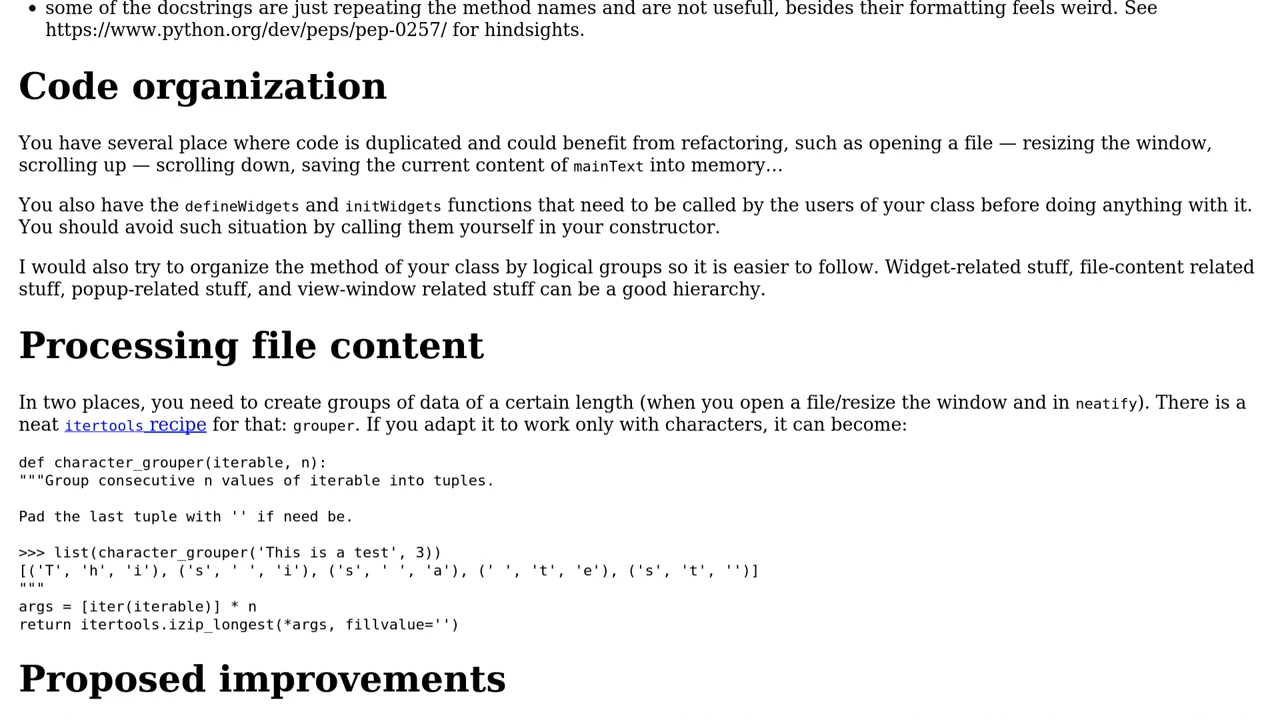 • some of the docstrings are just repeating the method names and are not usefull, besides their formatting feels weird. See
https://www.python.org/dev/peps/pep-0257/ for hindsights.
Code organization
You have several place where code is duplicated and could benefit from refactoring, such as opening a file — resizing the window,
scrolling up — scrolling down, saving the current content of mainText into memory…
You also have the defineWidgets and initWidgets functions that need to be called by the users of your class before doing anything with it.
You should avoid such situation by calling them yourself in your constructor.
I would also try to organize the method of your class by logical groups so it is easier to follow. Widget-related stuff, file-content related
stuff, popup-related stuff, and view-window related stuff can be a good hierarchy.
Processing file content
In two places, you need to create groups of data of a certain length (when you open a file/resize the window and in neatify). There is a
neat itertools recipe for that: grouper. If you adapt it to work only with characters, it can become:
def character_grouper(iterable, n):
"""Group consecutive n values of iterable into tuples.
Pad the last tuple with '' if need be.
>>> list(character_grouper('This is a test', 3))
[('T', 'h', 'i'), ('s', ' ', 'i'), ('s', ' ', 'a'), (' ', 't', 'e'), ('s', 't', '')]
"""
args = [iter(iterable)] * n
return itertools.izip_longest(*args, fillvalue='')
Proposed improvements